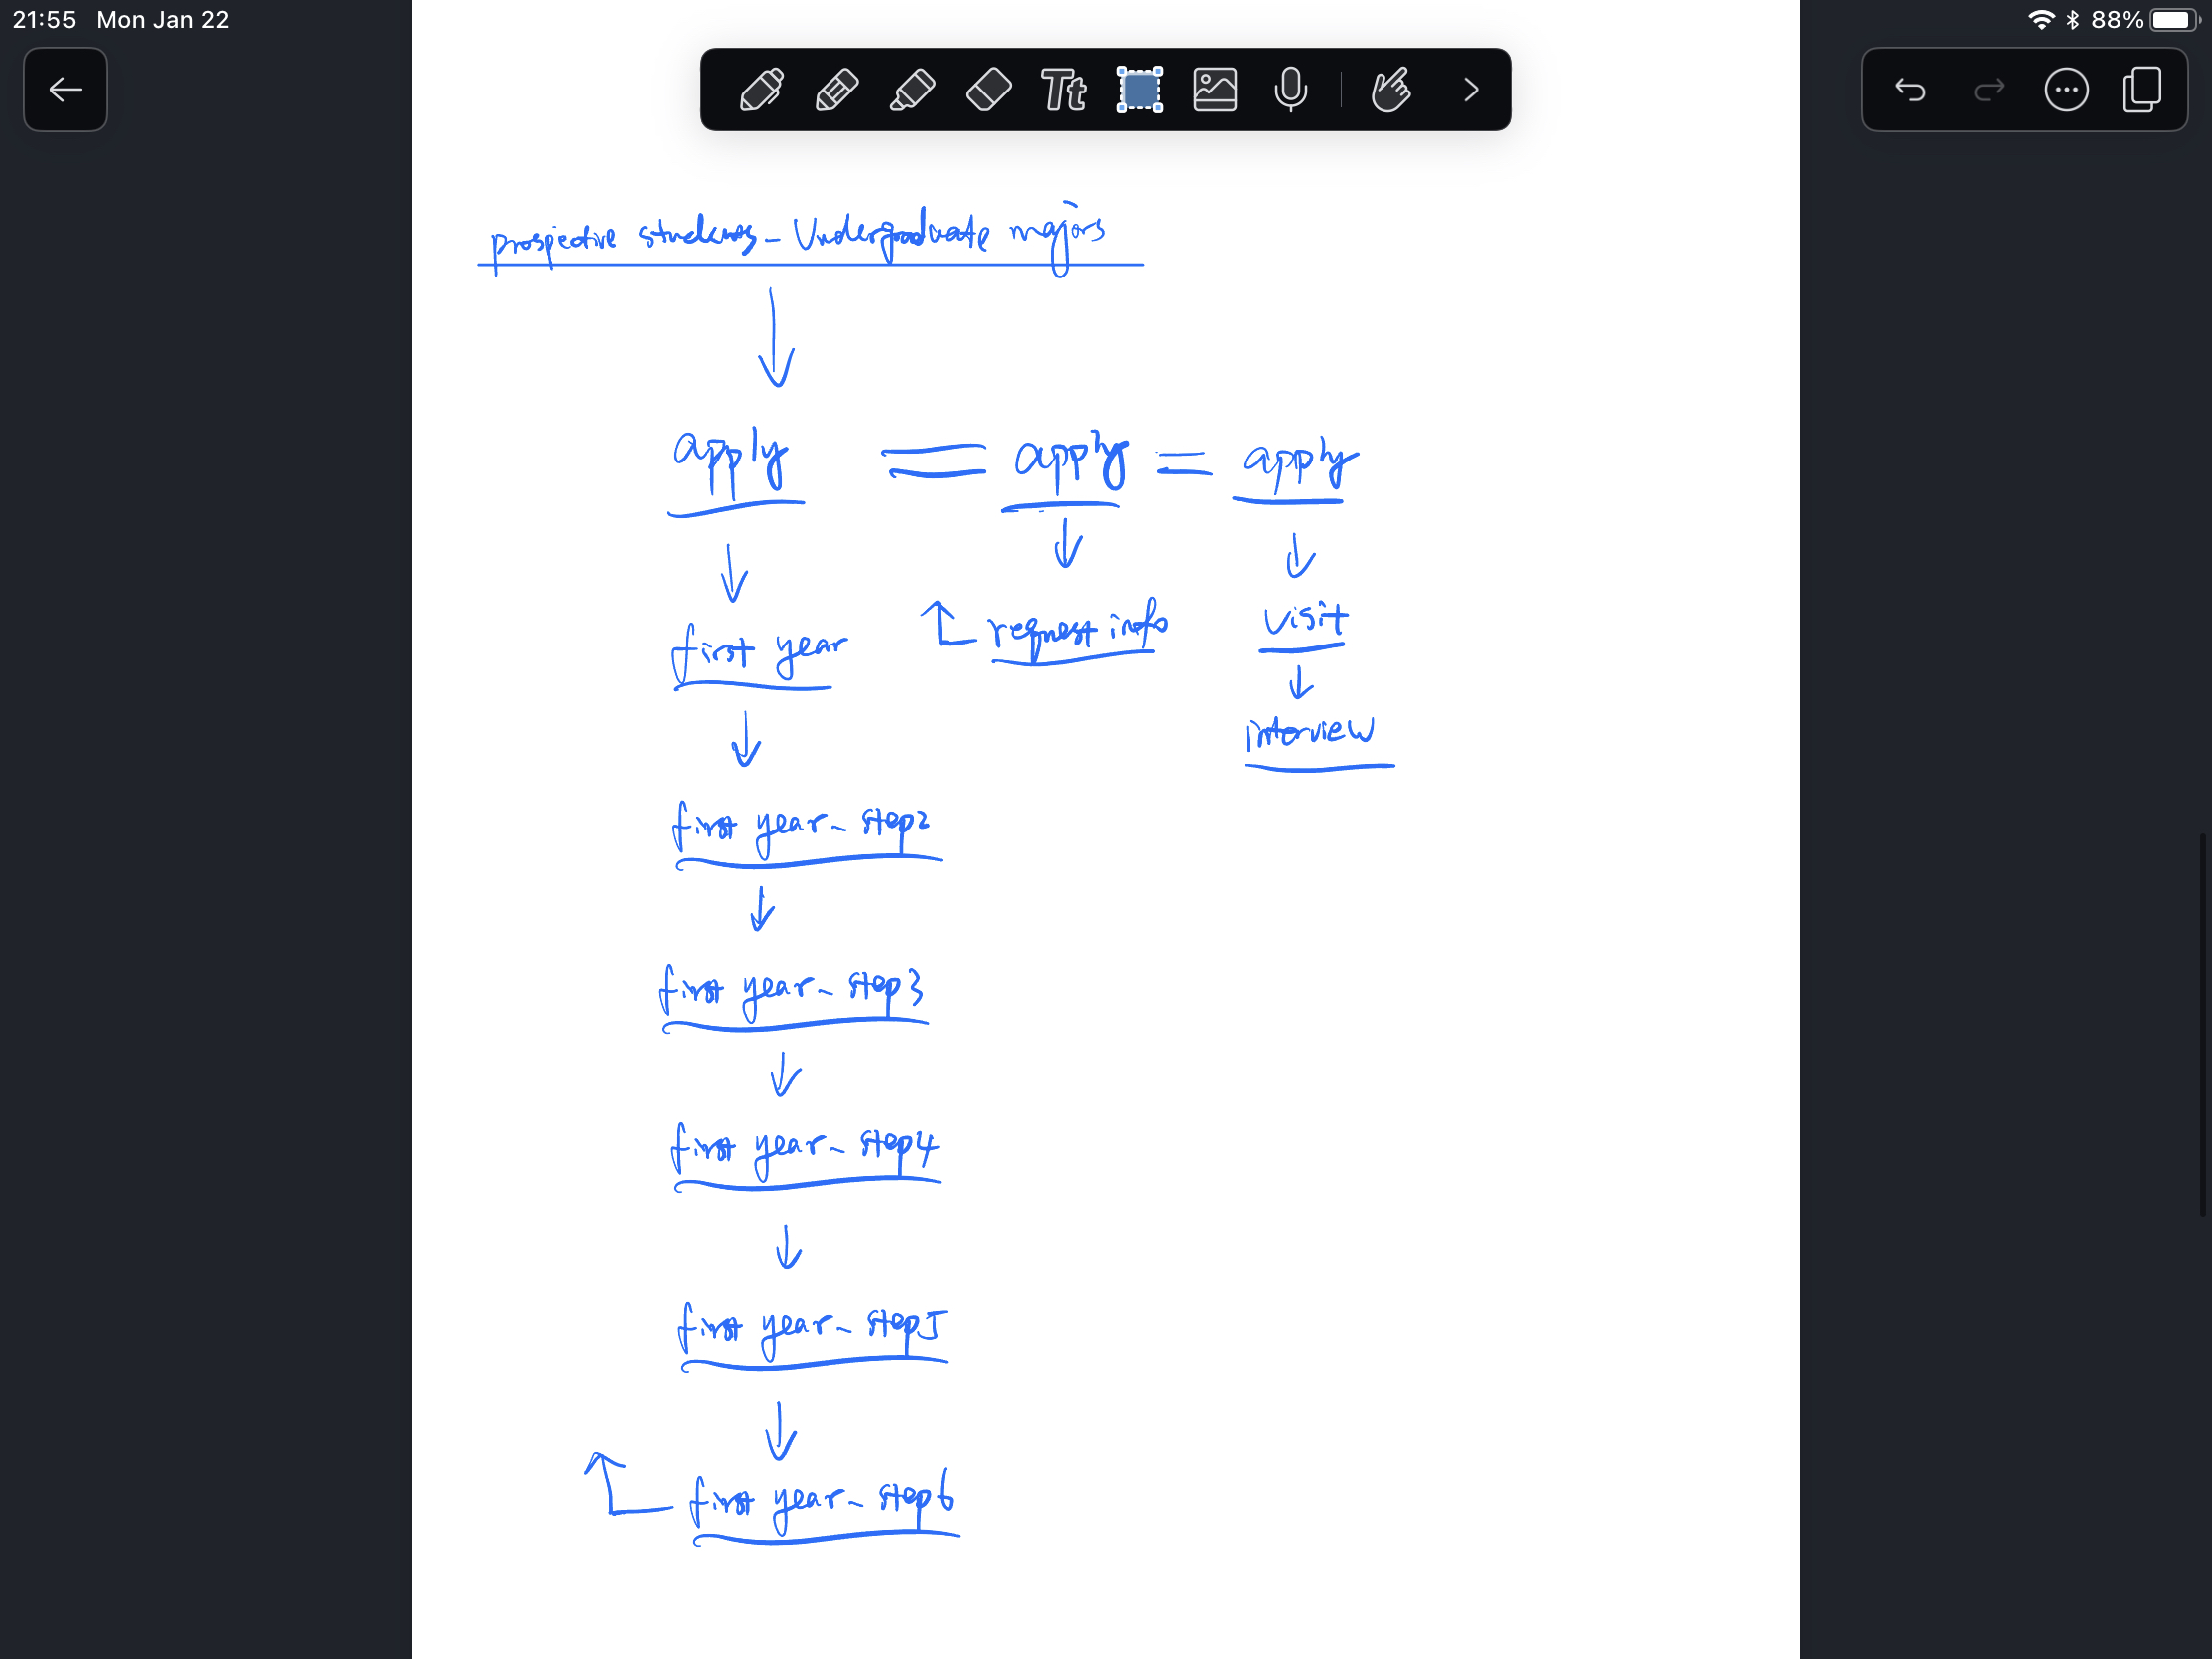 21:55 Mon Jan 22
88%
Tt
prospective students - Undergraduate majors
apply = apply = apply
first year
request info
visit
interview
first year - step2
first year - step3
first year - step4
first year - step5
first year - step6